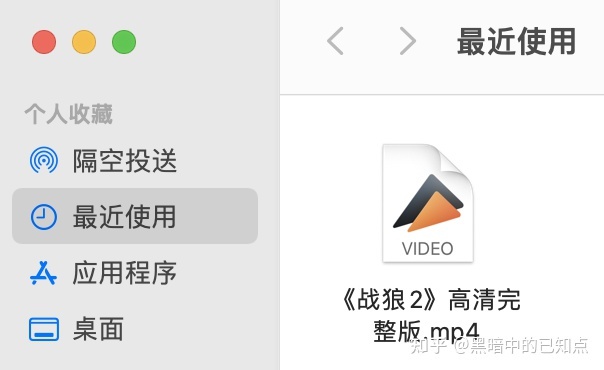 最近使用
个人收藏
隔空投送
最近使用
应用程序
桌面
VIDEO
《战狼2》高清完
整版.mp4
知乎 @黑暗中的已知点